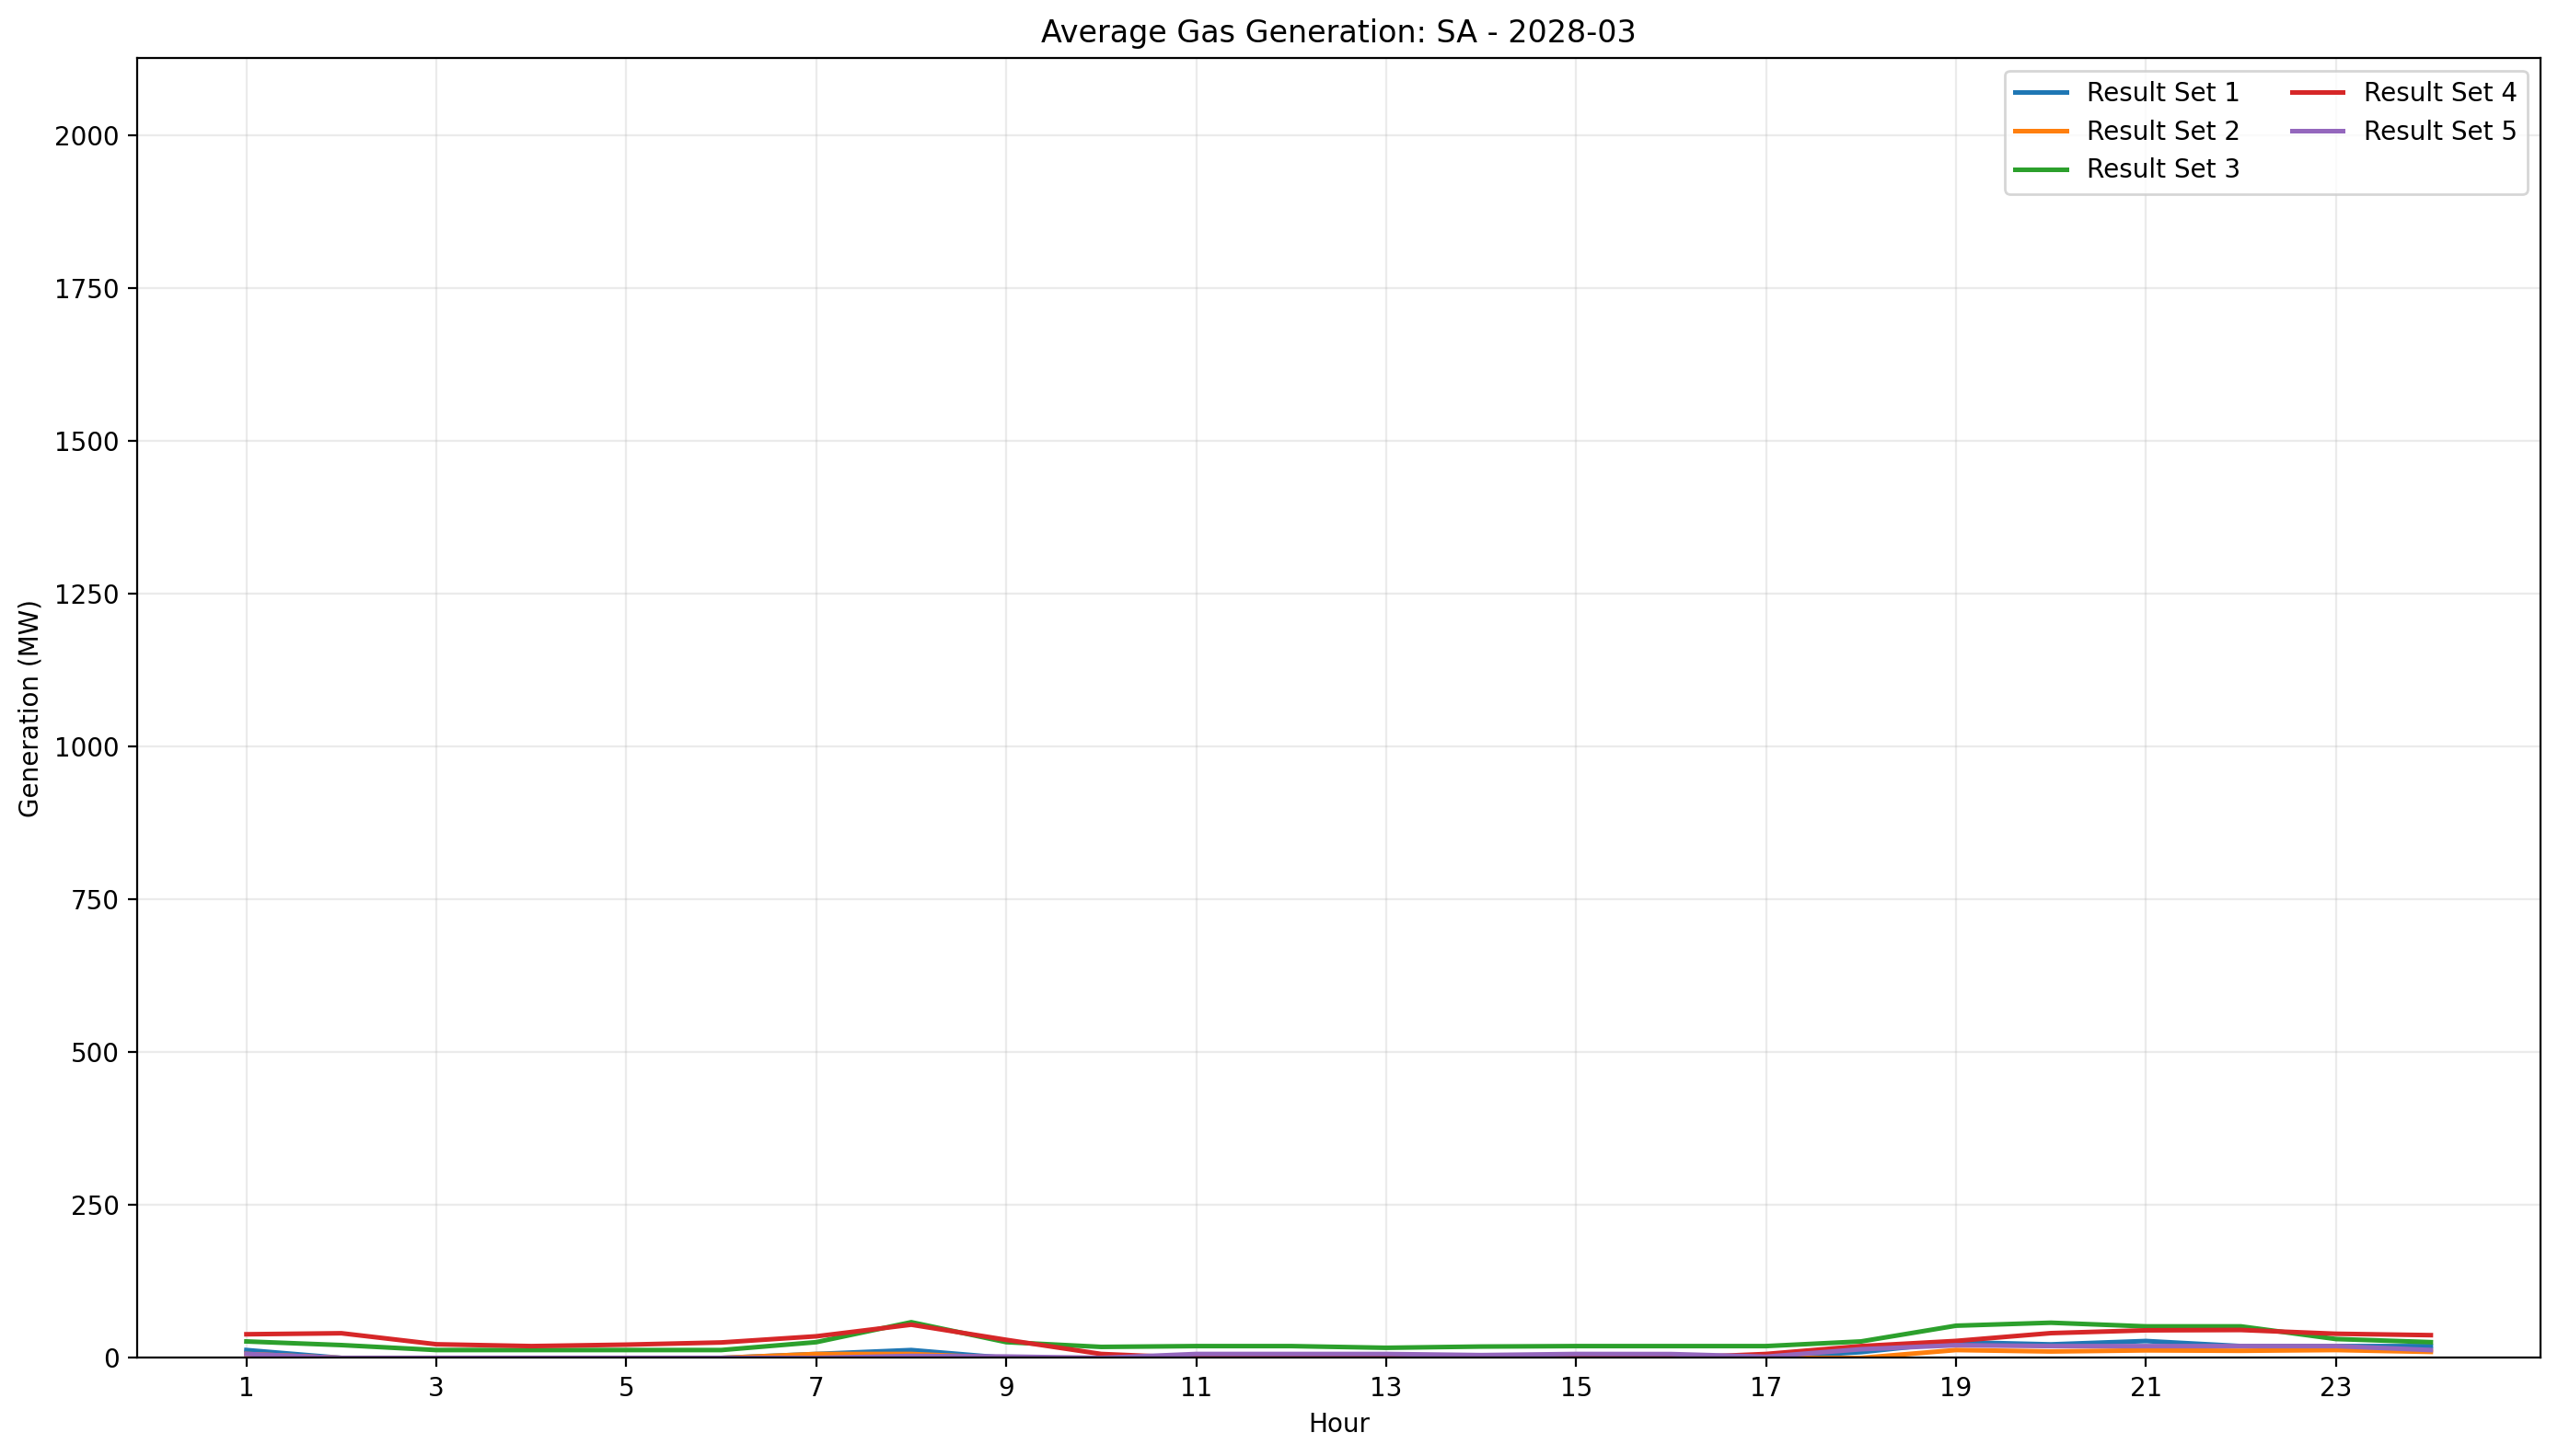 Average Gas Generation: SA - 2028-03
Result Set 1
Result Set 2
Result Set 3
Result Set 4
Result Set 5
Generation (MW)
2000
1750
1500
1250
1000
750
500
250
0
1 3 5 7 9 11 13 15 17 19 21 23
Hour